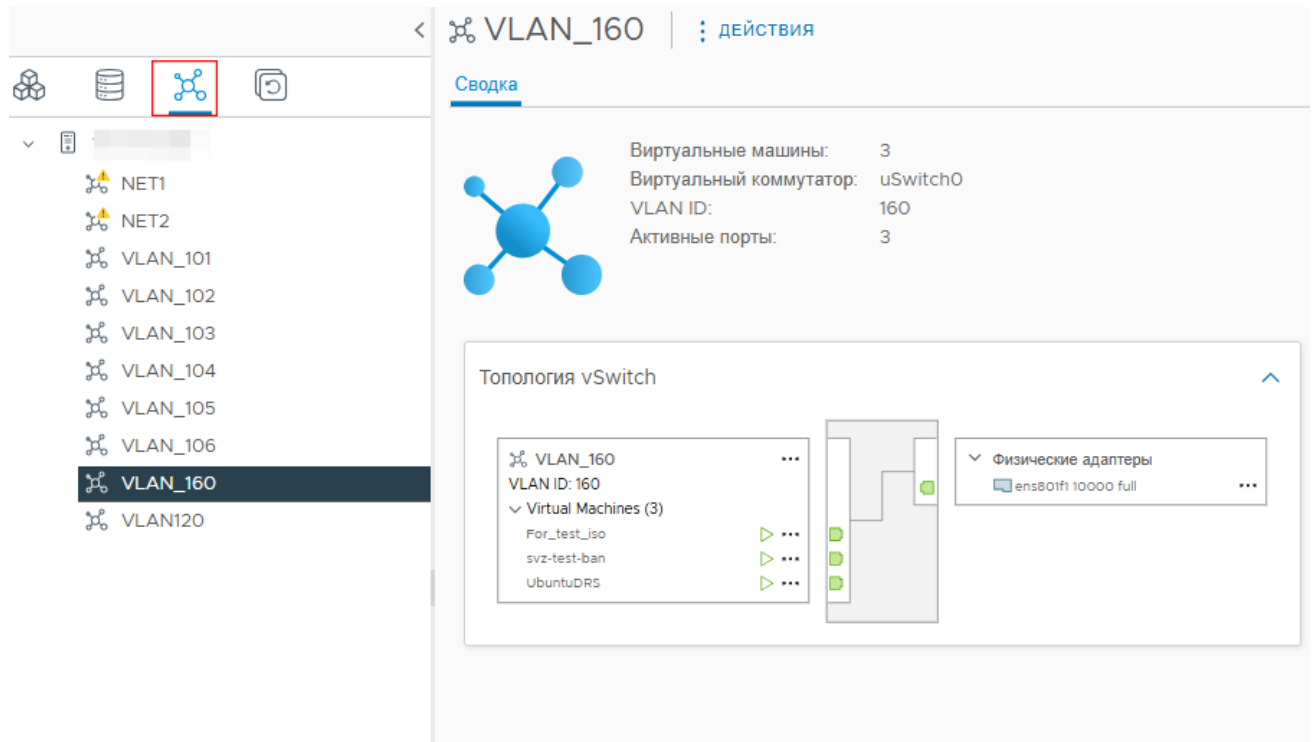 VLAN_160
ДЕЙСТВИЯ
Сводка
NET1
NET2
VLAN_101
VLAN_102
VLAN_103
VLAN_104
VLAN_105
VLAN_106
VLAN_160
VLAN120
Виртуальные машины: 3
Виртуальный коммутатор: uSwitch0
VLAN ID: 160
Активные порты: 3
Топология vSwitch
VLAN_160
VLAN ID: 160
Virtual Machines (3)
For_test_iso
svz-test-ban
UbuntuDRS
Физические адаптеры
ens801f1 10000 full